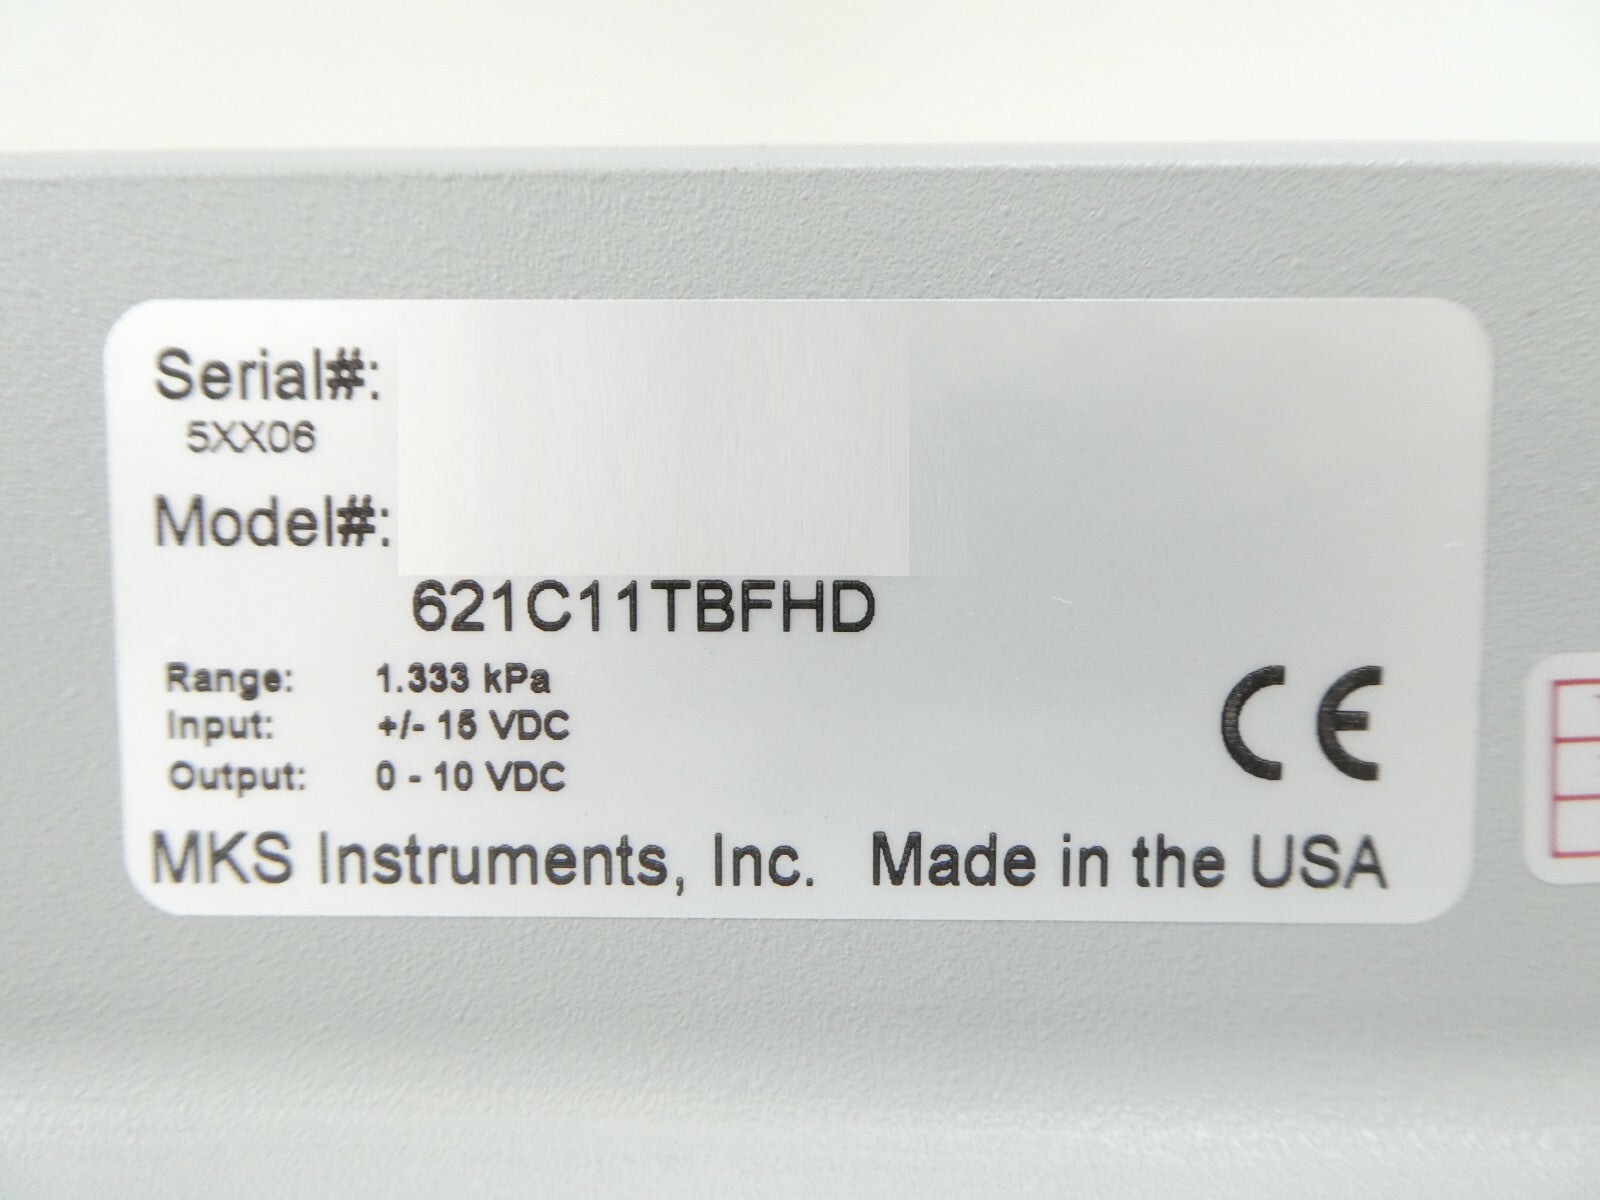 Serial#:
5XX06
Model#:
621C11TBFHD
Range: 1.333 kPa
Input: +/- 15 VDC
Output: 0 - 10 VDC
CE
MKS Instruments, Inc. Made in the USA